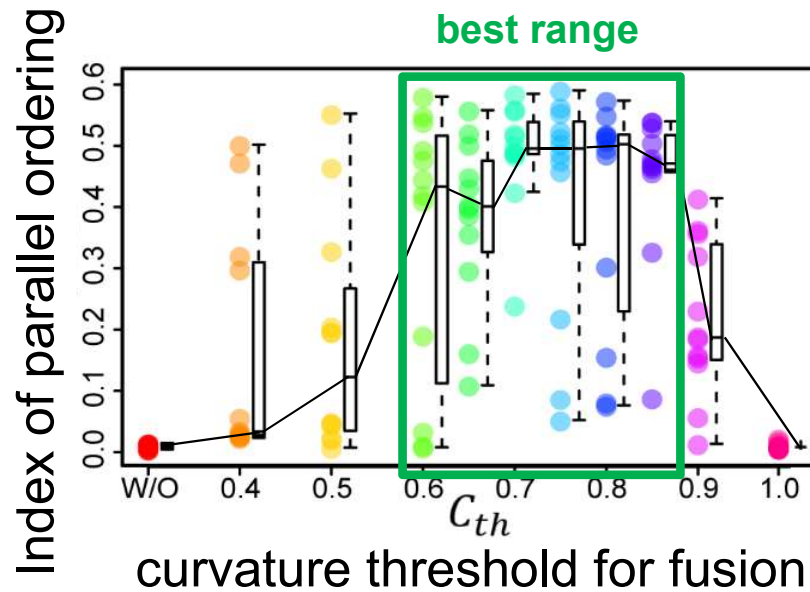 best range
Index of parallel ordering
0.6
0.5
0.4
0.3
0.2
0.1
0.0
W/O 0.4 0.5 0.6 0.7 0.8 0.9 1.0
C_th
curvature threshold for fusion